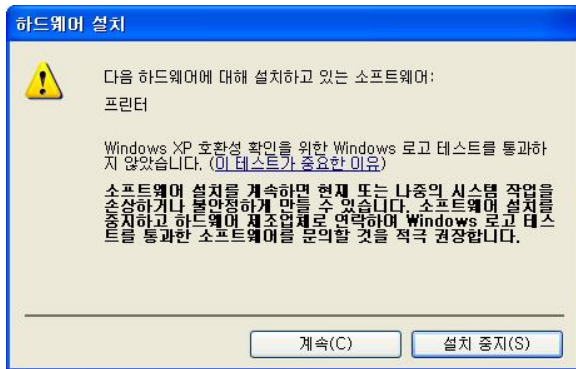 하드웨어 설치
다음 하드웨어에 대해 설치하고 있는 소프트웨어:
프린터
Windows XP 호환성 확인을 위한 Windows 로고 테스트를 통과하
지 않았습니다. (이 테스트가 중요한 이유)
소프트웨어 설치를 계속하면 현재 또는 나중의 시스템 작업을
손상하거나 불안정하게 만들 수 있습니다. 소프트웨어 설치를
중지하고 하드웨어 제조업체로 연락하여 Windows 로고 테스
트를 통과한 소프트웨어를 문의할 것을 적극 권장합니다.
계속(C)
설치 중지(S)